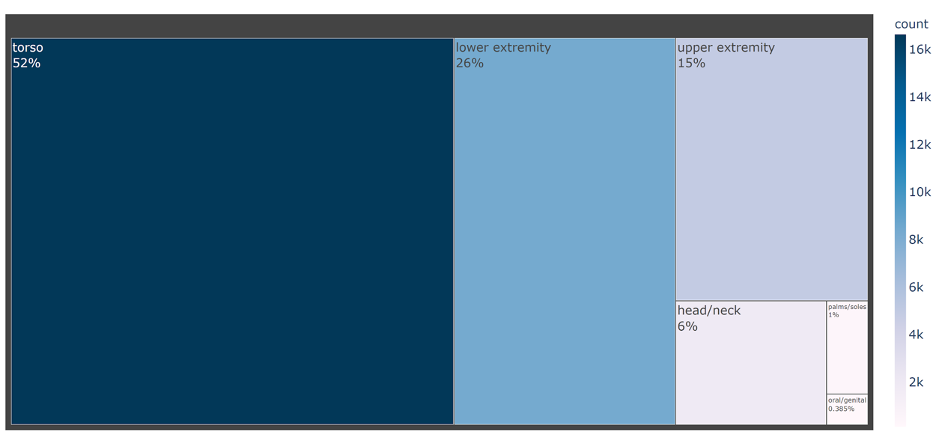 count
torso
52%
lower extremity
26%
upper extremity
15%
head/neck
6%
palms/soles
1%
oral/genital
0.385%
16k
14k
12k
10k
8k
6k
4k
2k